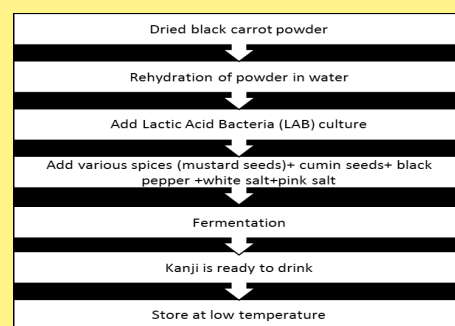 Dried black carrot powder
Rehydration of powder in water
Add Lactic Acid Bacteria (LAB) culture
Add various spices (mustard seeds)+ cumin seeds+ black
pepper +white salt+pink salt
Fermentation
Kanji is ready to drink
Store at low temperature